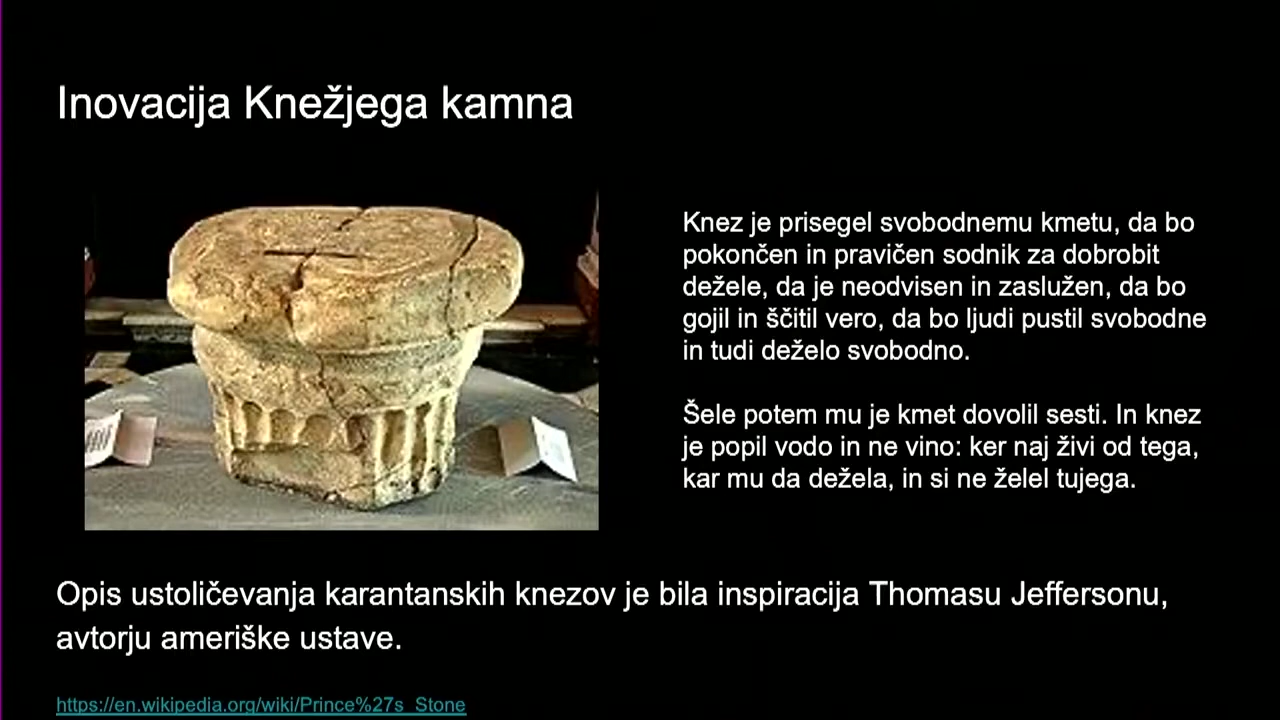 Inovacija Knežjega kamna
Knez je prisegel svobodnemu kmetu, da bo
pokončen in pravičen sodnik za dobrobit
dežele, da je neodvisen in zaslužen, da bo
gojil in ščitil vero, da bo ljudi pustil svobodne
in tudi deželo svobodno.
Šele potem mu je kmet dovolil sesti. In knez
je popil vodo in ne vino: ker naj živi od tega,
kar mu da dežela, in si ne želel tujega.
Opis ustoličevanja karantanskih knezov je bila inspiracija Thomasu Jeffersonu,
avtorju ameriške ustave.
https://en.wikipedia.org/wiki/Prince%27s_Stone